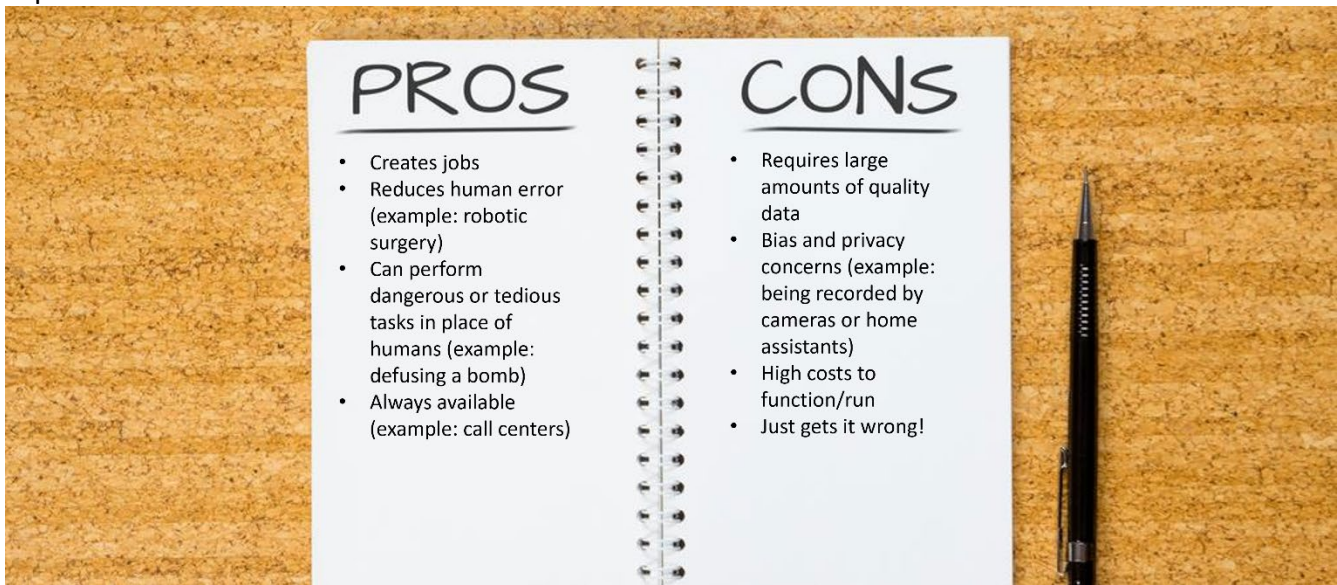 PROS
• Creates jobs
• Reduces human error
(example: robotic
surgery)
• Can perform
dangerous or tedious
tasks in place of
humans (example:
defusing a bomb)
• Always available
(example: call centers)
CONS
• Requires large
amounts of quality
data
• Bias and privacy
concerns (example:
being recorded by
cameras or home
assistants)
• High costs to
function/run
• Just gets it wrong!